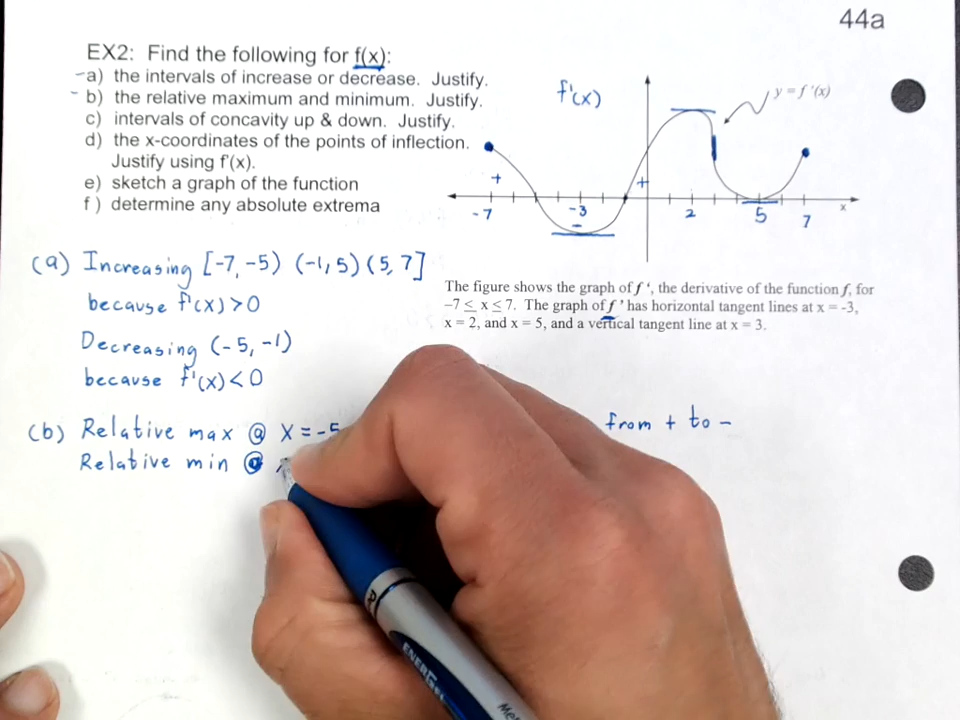 44a
EX2: Find the following for f(x):
a) the intervals of increase or decrease. Justify.
b) the relative maximum and minimum. Justify.
c) intervals of concavity up & down. Justify.
d) the x-coordinates of the points of inflection.
Justify using f'(x).
e) sketch a graph of the function
f ) determine any absolute extrema
f'(x)
y = f '(x)
+
+
-7
-3
-
2
5
7
x
The figure shows the graph of f ', the derivative of the function f, for
-7 ≤ x ≤ 7. The graph of f ' has horizontal tangent lines at x = -3,
x = 2, and x = 5, and a vertical tangent line at x = 3.
(a) Increasing [-7,-5) (-1,5) (5,7]
because f'(x) > 0
Decreasing (-5,-1)
because f'(x) < 0
(b) Relative max @ x = -5 from + to -
Relative min @
ENERGEL